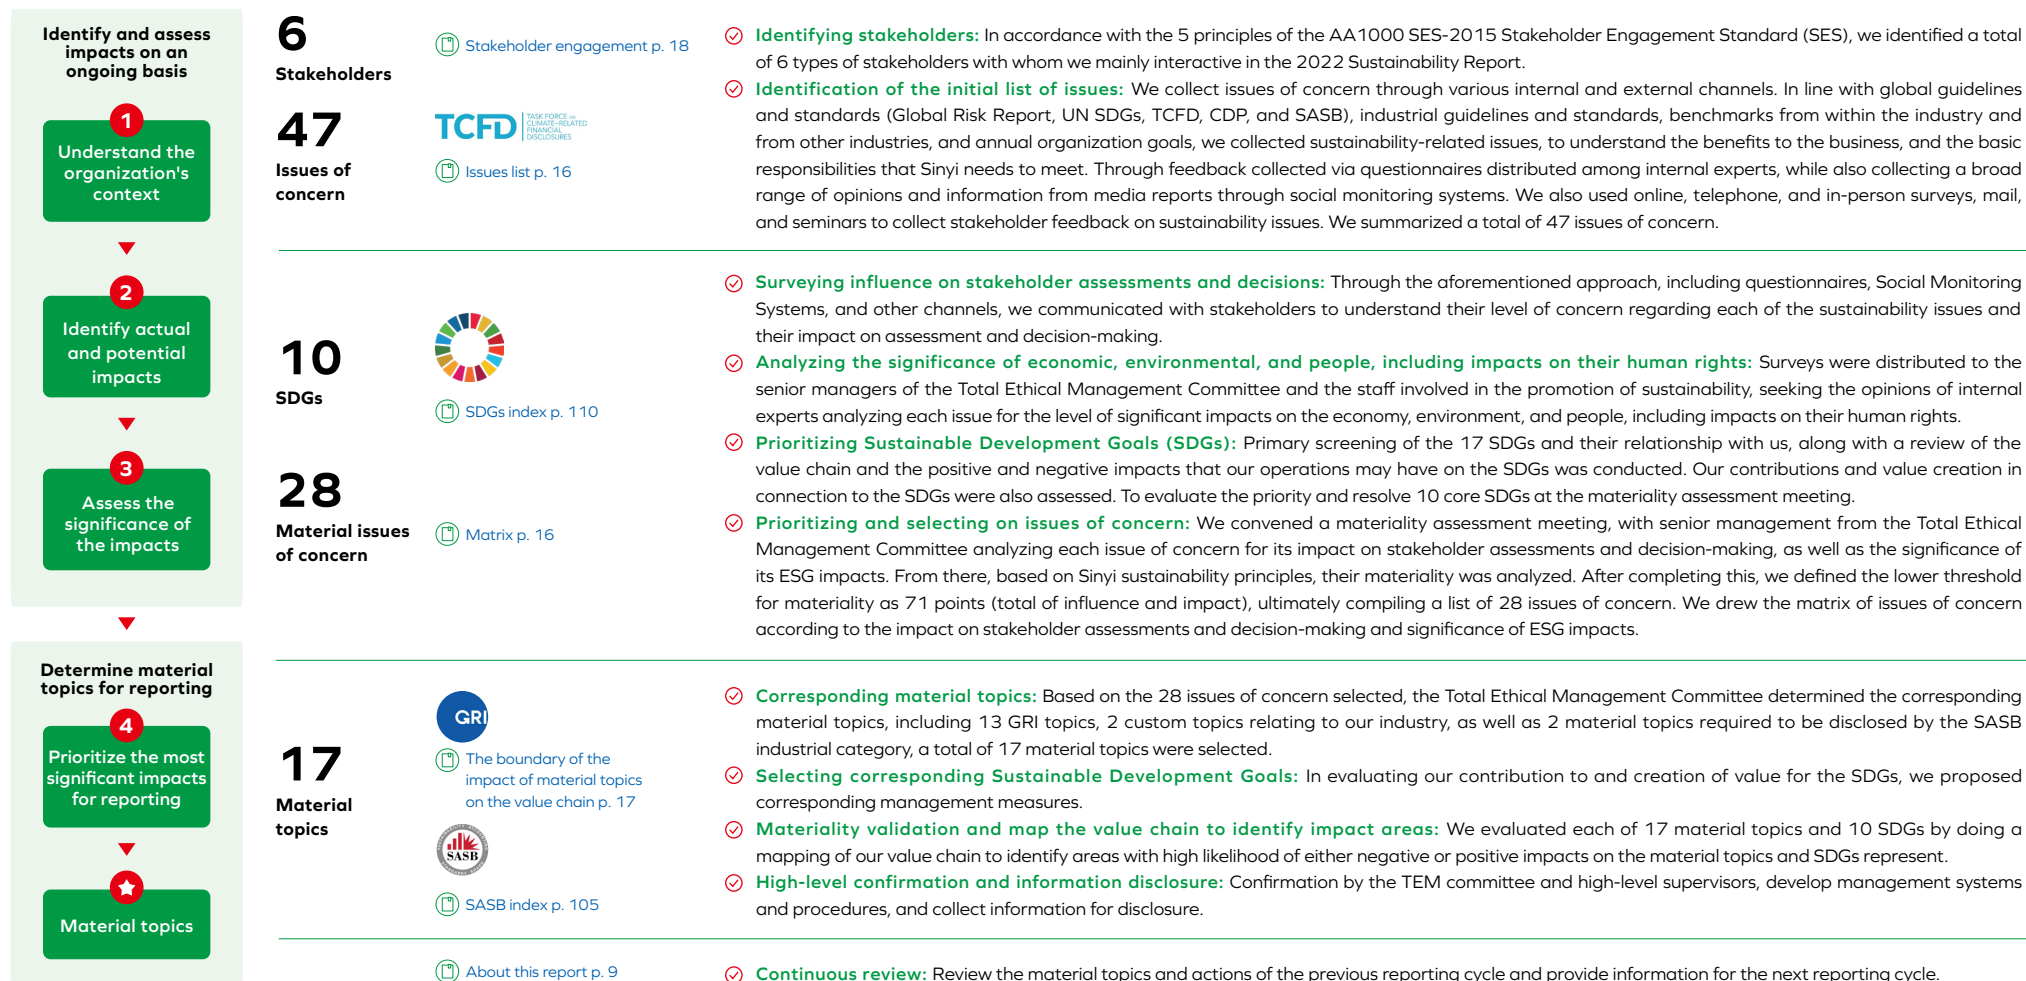 Identify and assess
impacts on an
ongoing basis
1
Understand the
organization's
context
2
Identify actual
and potential
impacts
3
Assess the
significance of
the impacts
Determine material
topics for reporting
4
Prioritize the most
significant impacts
for reporting
Material topics
6
Stakeholders
Stakeholder engagement p. 18
47
Issues of
concern
TCFD
TASK FORCE ON
CLIMATE-RELATED
FINANCIAL
DISCLOSURES
Issues list p. 16
Identifying stakeholders: In accordance with the 5 principles of the AA1000 SES-2015 Stakeholder Engagement Standard (SES), we identified a total
of 6 types of stakeholders with whom we mainly interactive in the 2022 Sustainability Report.
Identification of the initial list of issues: We collect issues of concern through various internal and external channels. In line with global guidelines
and standards (Global Risk Report, UN SDGs, TCFD, CDP, and SASB), industrial guidelines and standards, benchmarks from within the industry and
from other industries, and annual organization goals, we collected sustainability-related issues, to understand the benefits to the business, and the basic
responsibilities that Sinyi needs to meet. Through feedback collected via questionnaires distributed among internal experts, while also collecting a broad
range of opinions and information from media reports through social monitoring systems. We also used online, telephone, and in-person surveys, mail,
and seminars to collect stakeholder feedback on sustainability issues. We summarized a total of 47 issues of concern.
10
SDGs
SDGs index p. 110
28
Material issues
of concern
Matrix p. 16
Surveying influence on stakeholder assessments and decisions: Through the aforementioned approach, including questionnaires, Social Monitoring
Systems, and other channels, we communicated with stakeholders to understand their level of concern regarding each of the sustainability issues and
their impact on assessment and decision-making.
Analyzing the significance of economic, environmental, and people, including impacts on their human rights: Surveys were distributed to the
senior managers of the Total Ethical Management Committee and the staff involved in the promotion of sustainability, seeking the opinions of internal
experts analyzing each issue for the level of significant impacts on the economy, environment, and people, including impacts on their human rights.
Prioritizing Sustainable Development Goals (SDGs): Primary screening of the 17 SDGs and their relationship with us, along with a review of the
value chain and the positive and negative impacts that our operations may have on the SDGs was conducted. Our contributions and value creation in
connection to the SDGs were also assessed. To evaluate the priority and resolve 10 core SDGs at the materiality assessment meeting.
Prioritizing and selecting on issues of concern: We convened a materiality assessment meeting, with senior management from the Total Ethical
Management Committee analyzing each issue of concern for its impact on stakeholder assessments and decision-making, as well as the significance of
its ESG impacts. From there, based on Sinyi sustainability principles, their materiality was analyzed. After completing this, we defined the lower threshold
for materiality as 71 points (total of influence and impact), ultimately compiling a list of 28 issues of concern. We drew the matrix of issues of concern
according to the impact on stakeholder assessments and decision-making and significance of ESG impacts.
17
Material
topics
GRI
The boundary of the
impact of material topics
on the value chain p. 17
SASB
SASB index p. 105
Corresponding material topics: Based on the 28 issues of concern selected, the Total Ethical Management Committee determined the corresponding
material topics, including 13 GRI topics, 2 custom topics relating to our industry, as well as 2 material topics required to be disclosed by the SASB
industrial category, a total of 17 material topics were selected.
Selecting corresponding Sustainable Development Goals: In evaluating our contribution to and creation of value for the SDGs, we proposed
corresponding management measures.
Materiality validation and map the value chain to identify impact areas: We evaluated each of 17 material topics and 10 SDGs by doing a
mapping of our value chain to identify areas with high likelihood of either negative or positive impacts on the material topics and SDGs represent.
High-level confirmation and information disclosure: Confirmation by the TEM committee and high-level supervisors, develop management systems
and procedures, and collect information for disclosure.
About this report p. 9
Continuous review: Review the material topics and actions of the previous reporting cycle and provide information for the next reporting cycle.